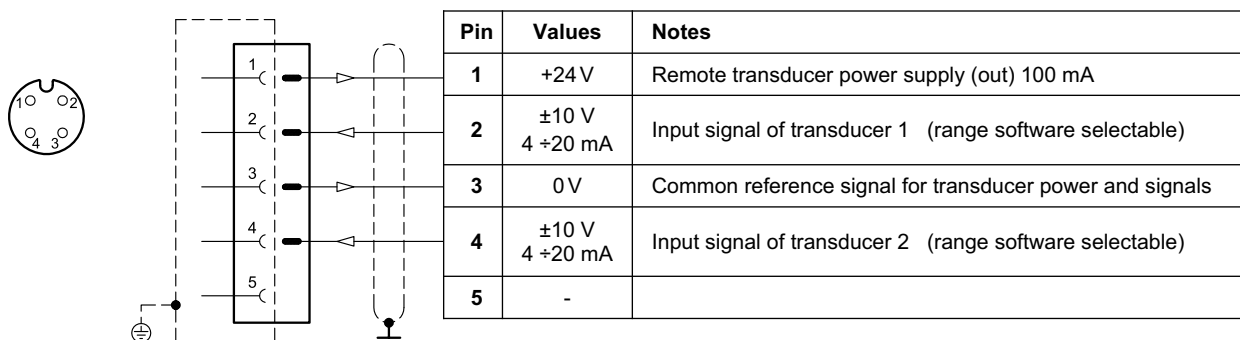 Pin Values Notes
1 +24 V Remote transducer power supply (out) 100 mA
2 ±10 V
4 ÷20 mA Input signal of transducer 1 (range software selectable)
3 0 V Common reference signal for transducer power and signals
4 ±10 V
4 ÷20 mA Input signal of transducer 2 (range software selectable)
5 -
1 2
4 3
1
2
3
4
5